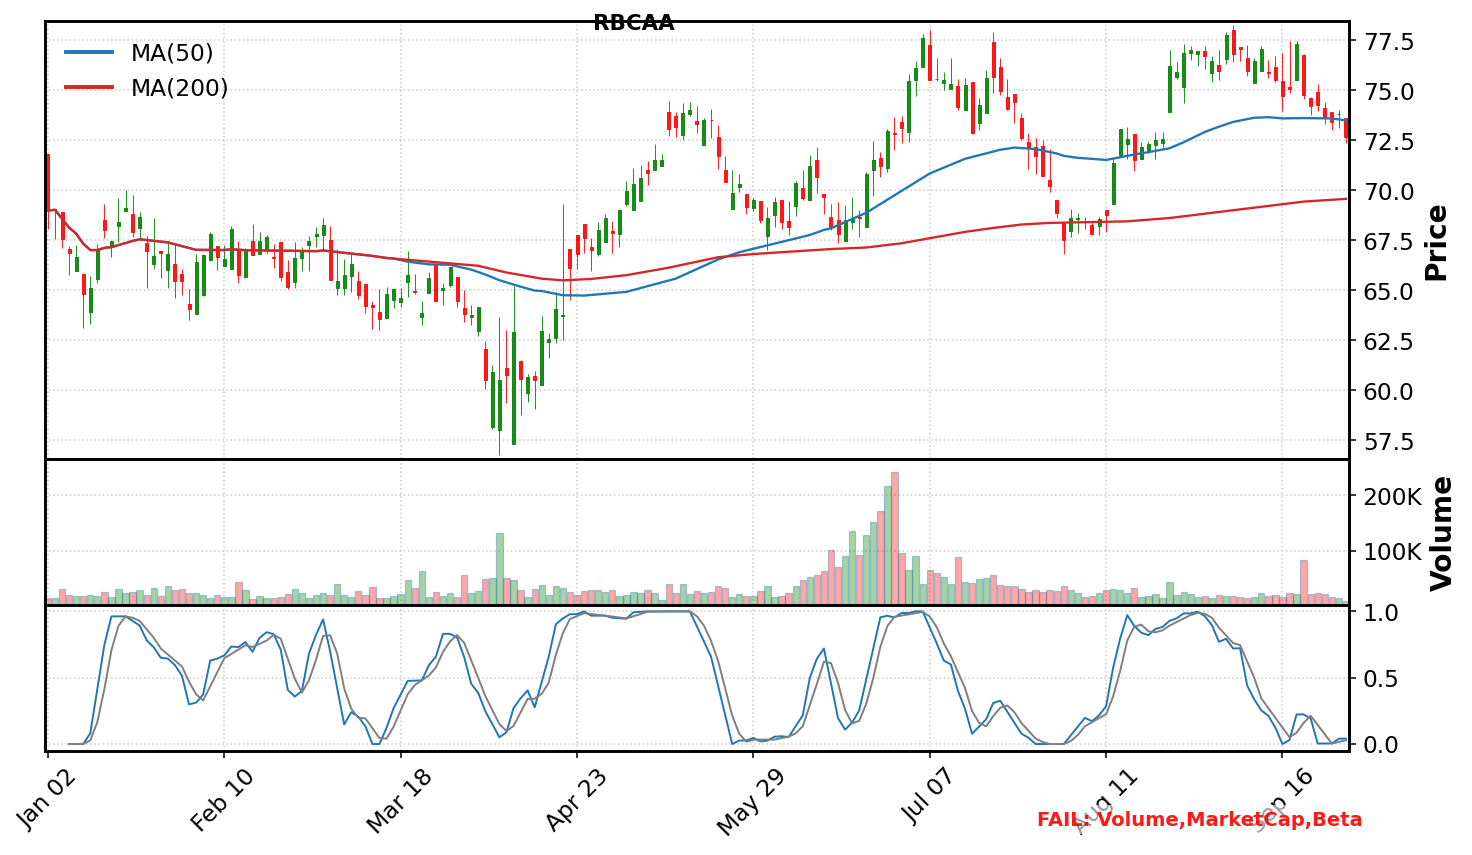 RBCAA
MA(50)
MA(200)
77.5
75.0
72.5
70.0
67.5
65.0
62.5
60.0
57.5
Price
200K
100K
Volume
1.0
0.5
0.0
Jan 02
Feb 10
Mar 18
Apr 23
May 29
Jul 07
Aug 11
Sep 16
FAIL: Volume,MarketCap,Beta